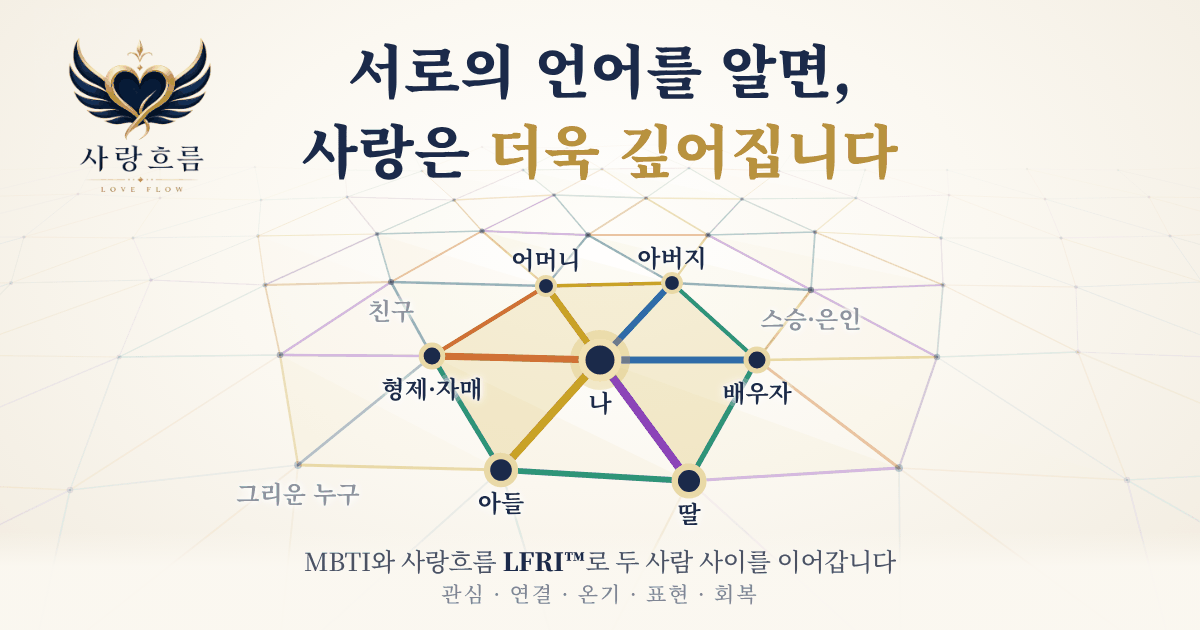 사랑흐름
LOVE FLOW
서로의 언어를 알면,
사랑은 더욱 깊어집니다
어머니
아버지
친구
스승·은인
형제·자매
나
배우자
그리운 누구
아들
딸
MBTI와 사랑흐름 LFRI™로 두 사람 사이를 이어갑니다
관심 · 연결 · 온기 · 표현 · 회복